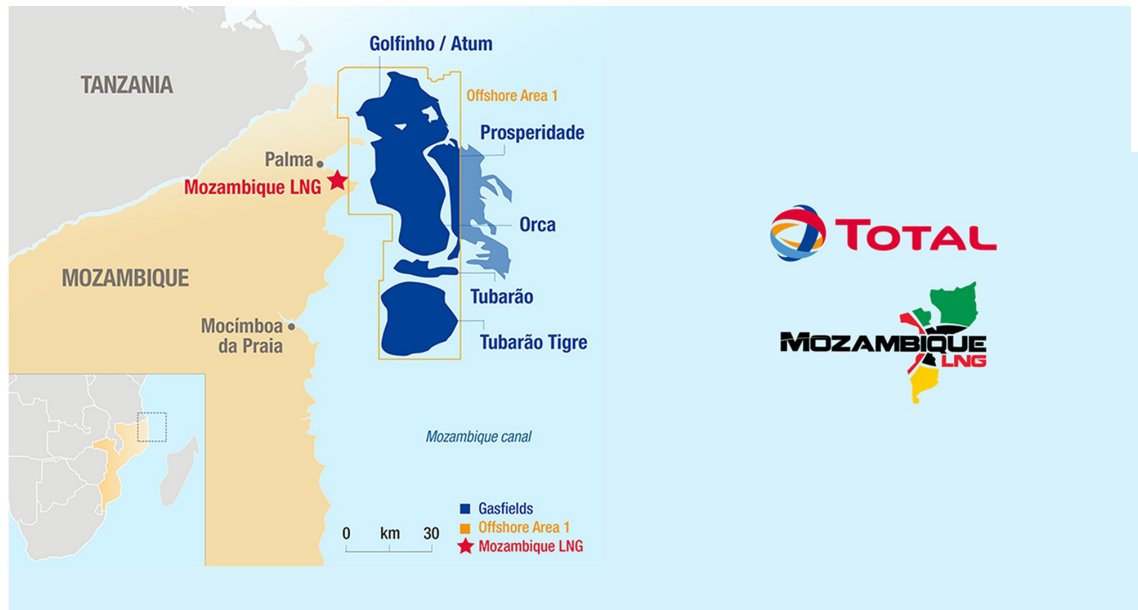 Golfinho / Atum
TANZANIA
Offshore Area 1
Prosperidade
Palma
Mozambique LNG
Orca
MOZAMBIQUE
Tubarão
Mocímboa
da Praia
Tubarão Tigre
Mozambique canal
Gasfields
0 km 30
Offshore Area 1
Mozambique LNG
TOTAL
MOZAMBIQUE
LNG